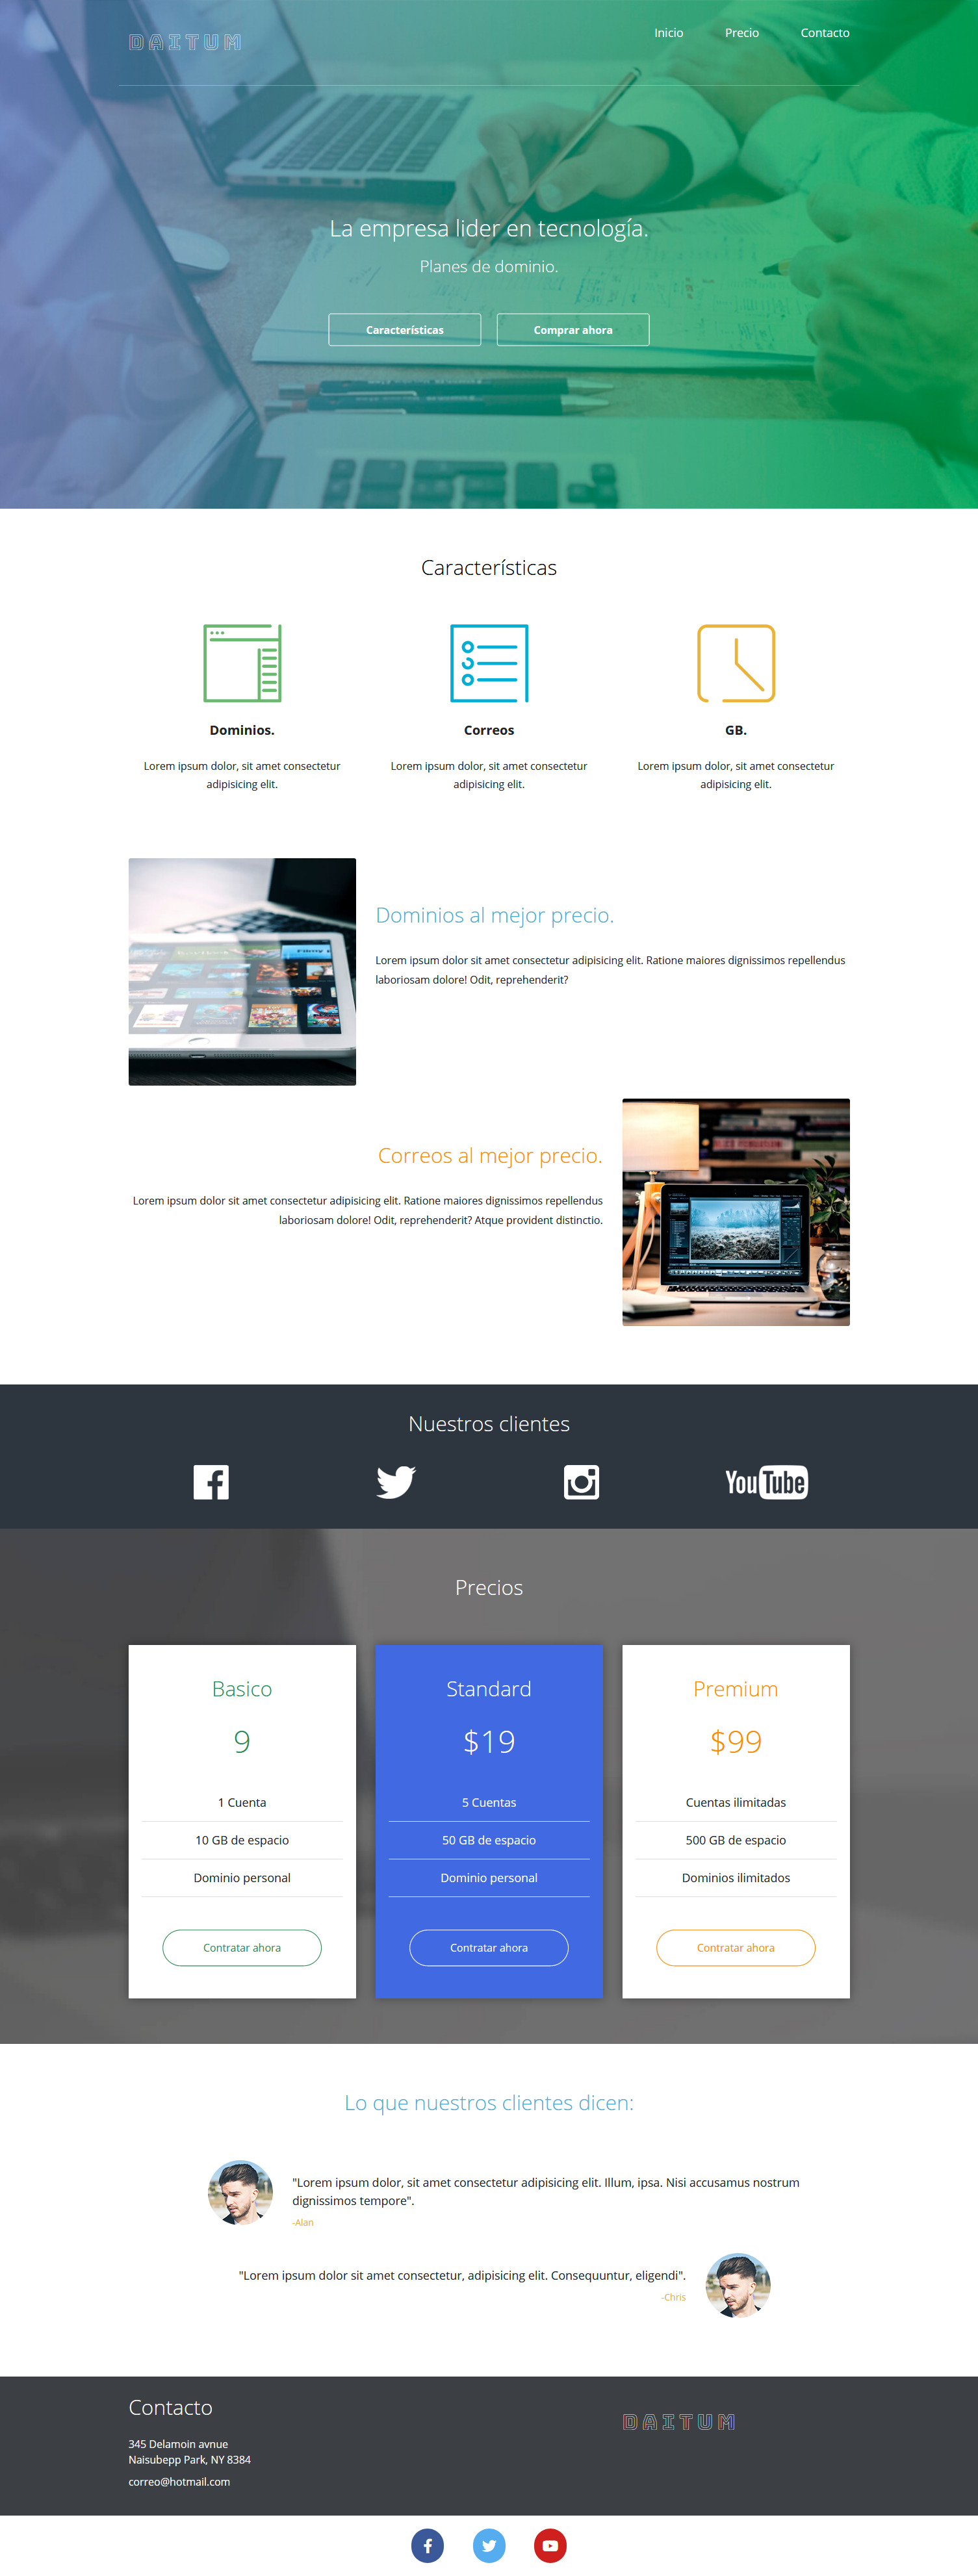 DAITUM
Inicio Precio Contacto
La empresa lider en tecnología.
Planes de dominio.
Características Comprar ahora
Características
Dominios.
Lorem ipsum dolor, sit amet consectetur
adipisicing elit.
Correos
Lorem ipsum dolor, sit amet consectetur
adipisicing elit.
GB.
Lorem ipsum dolor, sit amet consectetur
adipisicing elit.
Dominios al mejor precio.
Lorem ipsum dolor sit amet consectetur adipisicing elit. Ratione maiores dignissimos repellendus
laboriosam dolore! Odit, reprehenderit?
Correos al mejor precio.
Lorem ipsum dolor sit amet consectetur adipisicing elit. Ratione maiores dignissimos repellendus
laboriosam dolore! Odit, reprehenderit? Atque provident distinctio.
Nuestros clientes
YouTube
Precios
Basico
9
1 Cuenta
10 GB de espacio
Dominio personal
Contratar ahora
Standard
$19
5 Cuentas
50 GB de espacio
Dominio personal
Contratar ahora
Premium
$99
Cuentas ilimitadas
500 GB de espacio
Dominios ilimitados
Contratar ahora
Lo que nuestros clientes dicen:
"Lorem ipsum dolor, sit amet consectetur adipisicing elit. Illum, ipsa. Nisi accusamus nostrum
dignissimos tempore".
-Alan
"Lorem ipsum dolor sit amet consectetur, adipisicing elit. Consequuntur, eligendi".
-Chris
Contacto
345 Delamoin avnue
Naisubepp Park, NY 8384
correo@hotmail.com
DAITUM